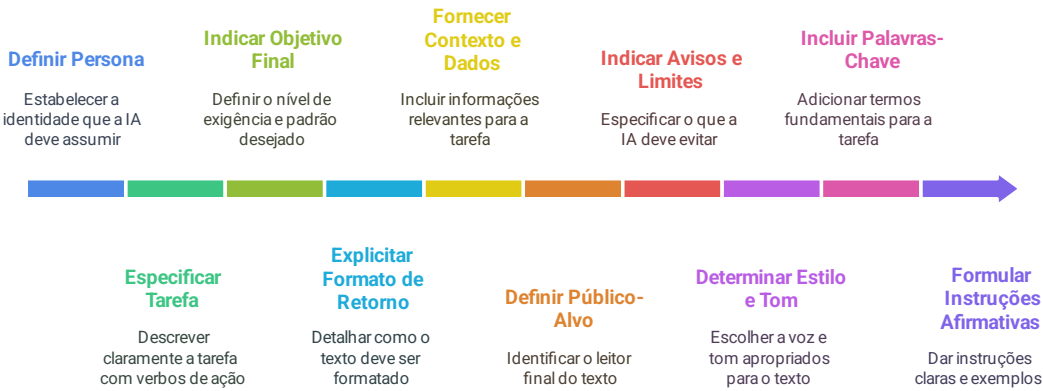 Definir Persona
Estabelecer a
identidade que a IA
deve assumir
Especificar
Tarefa
Descrever
claramente a tarefa
com verbos de ação
Indicar Objetivo
Final
Definir o nível de
exigência e padrão
desejado
Explicitar
Formato de
Retorno
Detalhar como o
texto deve ser
formatado
Fornecer
Contexto e
Dados
Incluir informações
relevantes para a
tarefa
Definir Público-
Alvo
Identificar o leitor
final do texto
Indicar Avisos e
Limites
Especificar o que a
IA deve evitar
Determinar Estilo
e Tom
Escolher a voz e
tom apropriados
para o texto
Incluir Palavras-
Chave
Adicionar termos
fundamentais para a
tarefa
Formular
Instruções
Afirmativas
Dar instruções
claras e exemplos